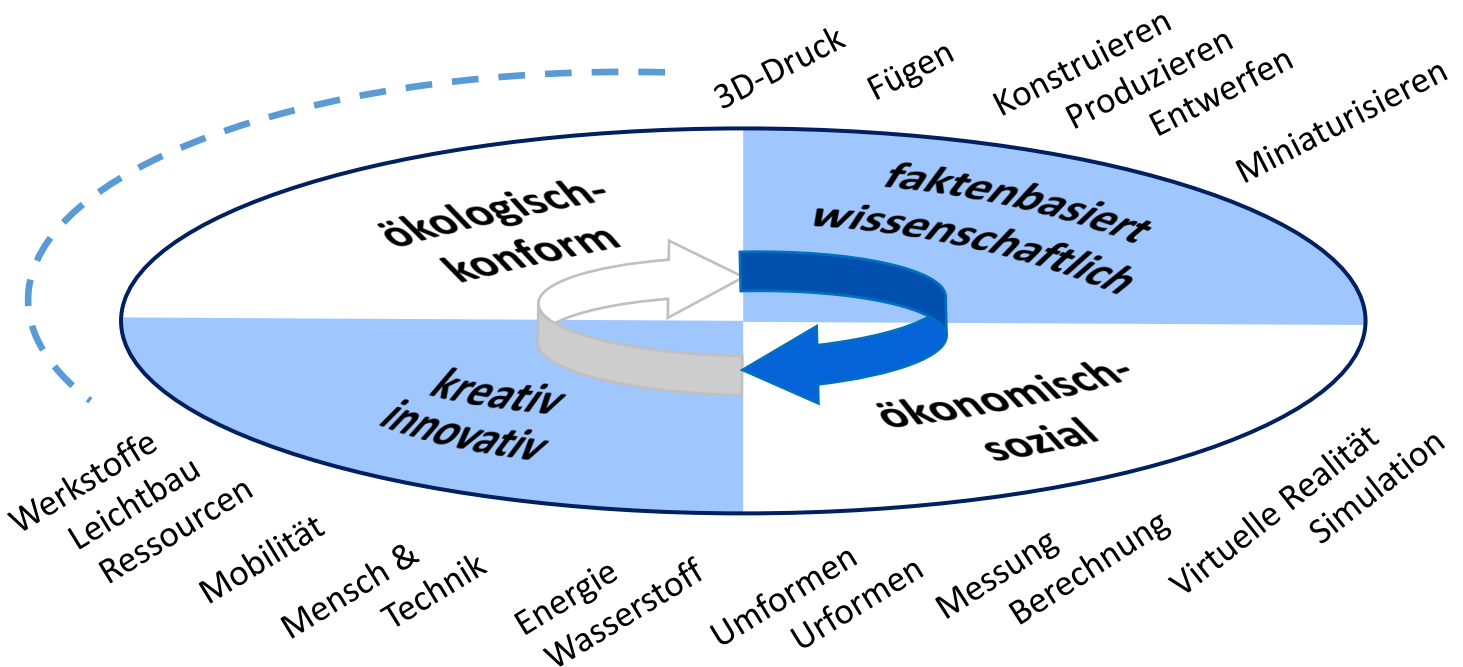 3D-Druck
Fügen
Konstruieren
Produzieren
Entwerfen
Miniaturisieren
ökologisch-
konform
faktenbasiert
wissenschaftlich
kreativ
innovativ
ökonomisch-
sozial
Werkstoffe
Leichtbau
Ressourcen
Mobilität
Mensch &
Technik
Energie
Wasserstoff
Umformen
Urformen
Messung
Berechnung
Virtuelle Realität
Simulation